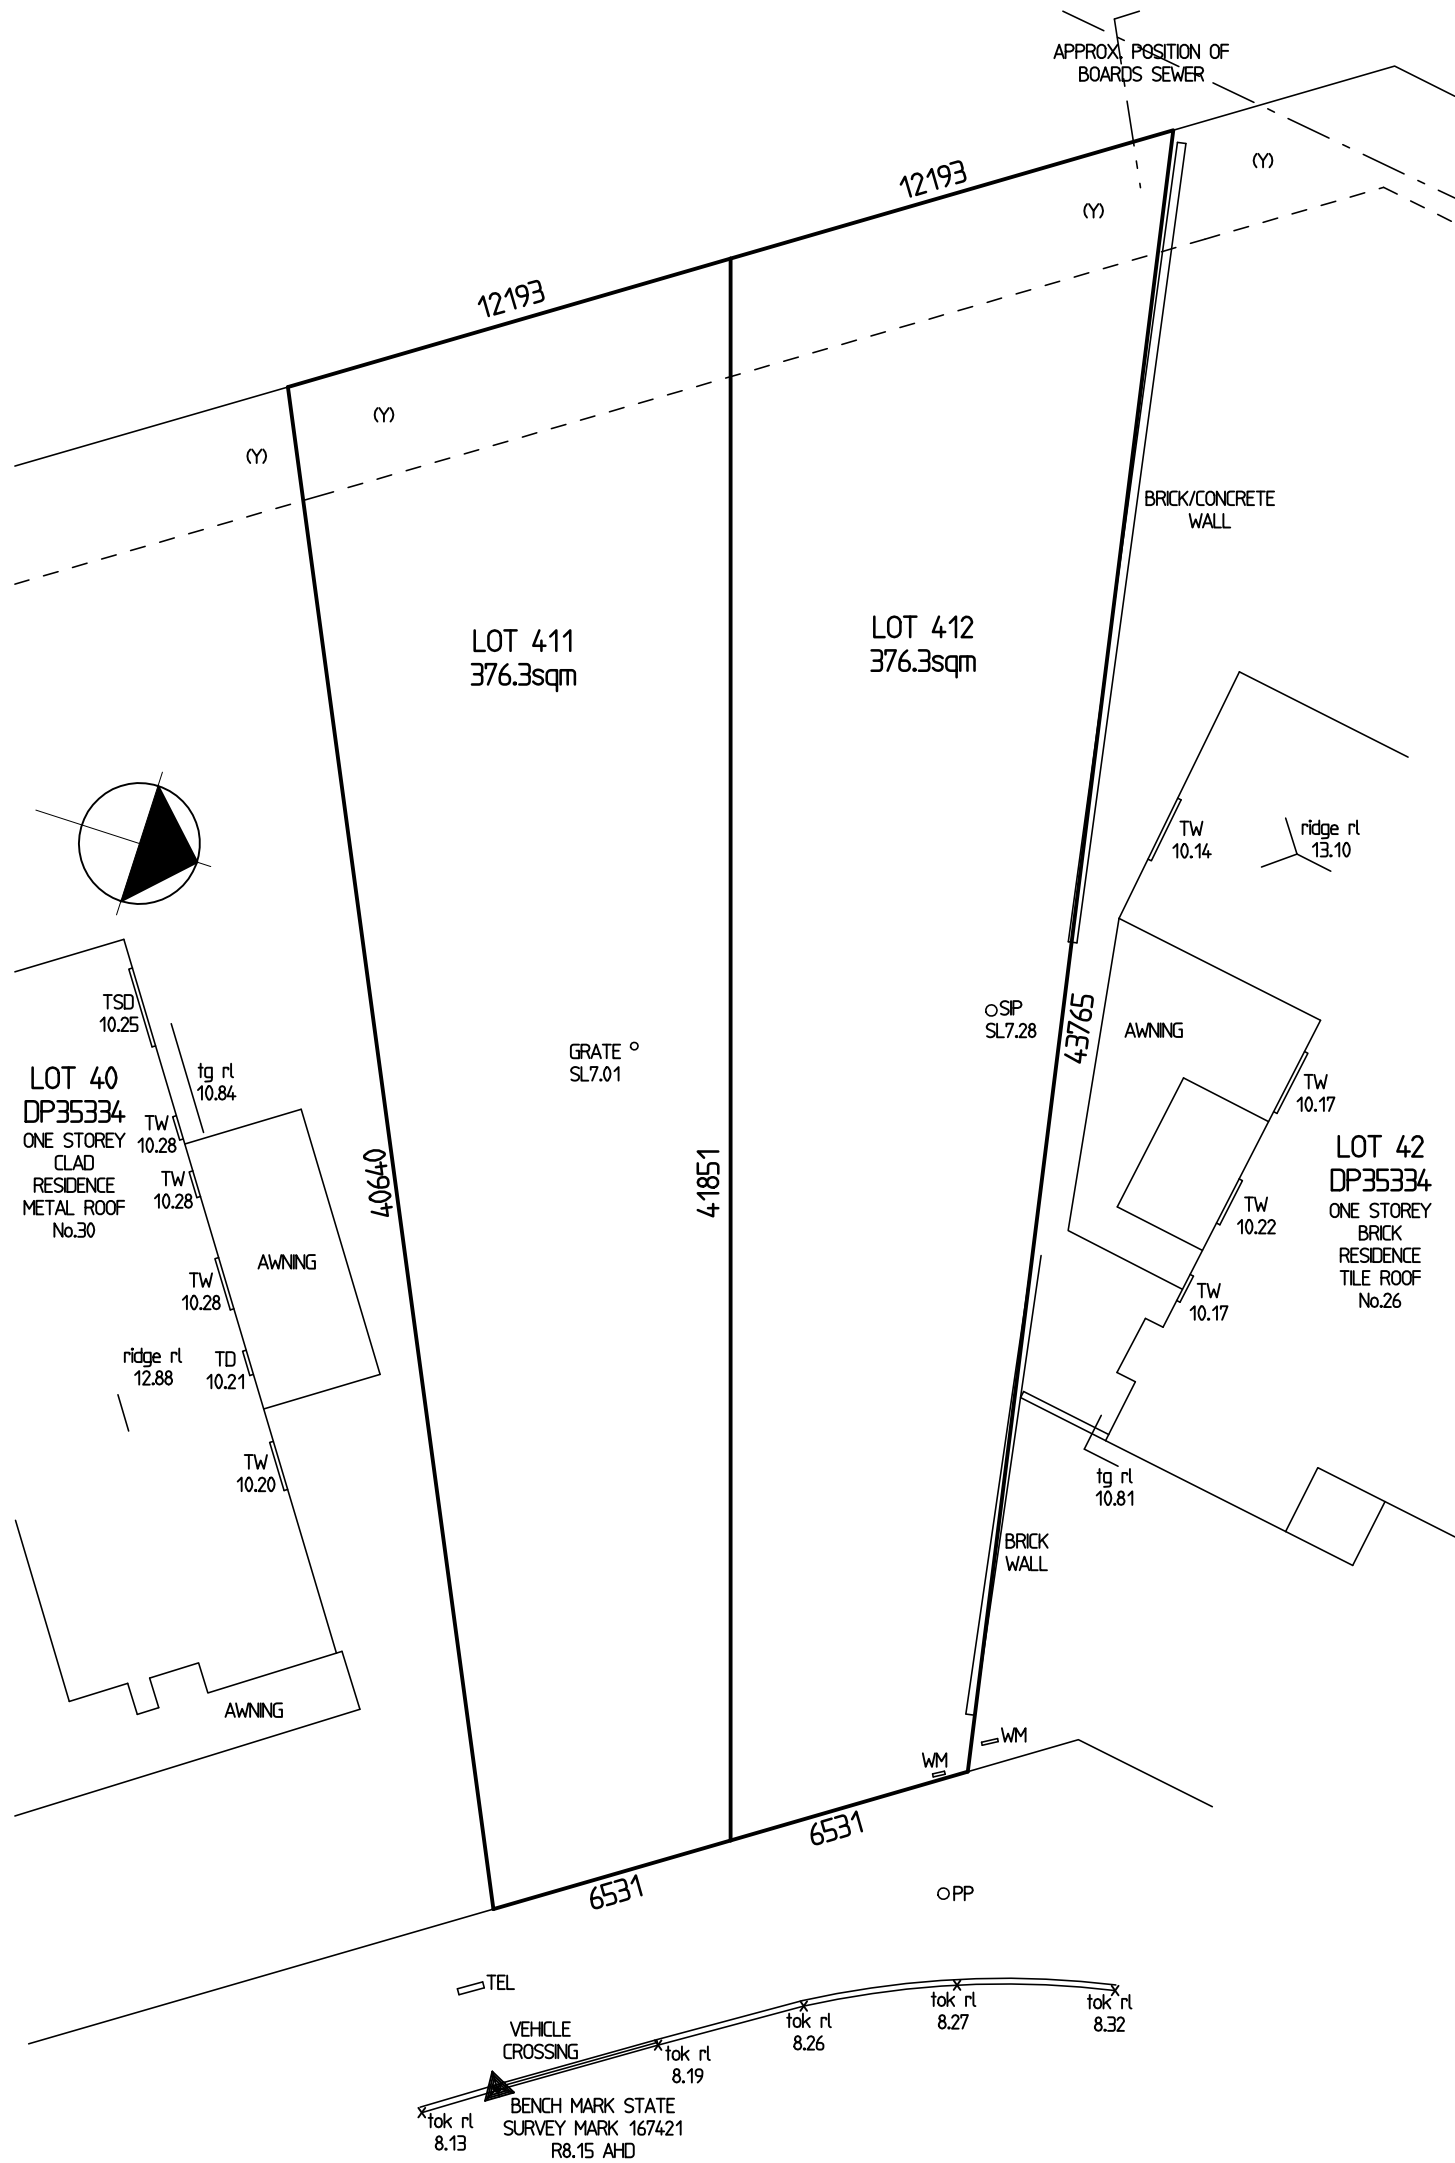 APPROX. POSITION OF
BOARDS SEWER
12193
(Y)
(Y)
12193
(Y)
(Y)
BRICK/CONCRETE
WALL
LOT 411
376.3sqm
LOT 412
376.3sqm
TW
10.14
ridge rl
13.10
TSD
10.25
SIP
SL7.28
43765
AWNING
GRATE
SL7.01
tg rl
10.84
LOT 40
DP35334
ONE STOREY
CLAD
RESIDENCE
METAL ROOF
No.30
TW
10.28
TW
10.28
40640
41851
TW
10.17
LOT 42
DP35334
ONE STOREY
BRICK
RESIDENCE
TILE ROOF
No.26
TW
10.22
TW
10.17
AWNING
TW
10.28
ridge rl
12.88
TD
10.21
TW
10.20
tg rl
10.81
BRICK
WALL
AWNING
WM
WM
6531
6531
PP
TEL
VEHICLE
CROSSING
tok rl
8.13
tok rl
8.19
tok rl
8.26
tok rl
8.27
tok rl
8.32
BENCH MARK STATE
SURVEY MARK 167421
R8.15 AHD